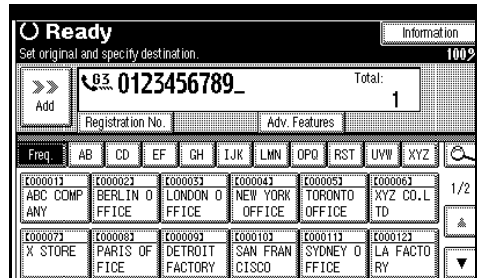 Ready
Information
Set original and specify destination.
100%
Add
G3 0123456789_
Total:
1
Registration No.
Adv. Features
Freq. AB CD EF GH IJK LMN OPQ RST UVW XYZ
[00001] [00002] [00003] [00004] [00005] [00006]
ABC COMP BERLIN O LONDON O NEW YORK TORONTO XYZ CO.L
ANY FFICE FFICE OFFICE OFFICE TD
1/2
[00007] [00008] [00009] [00010] [00011] [00012]
X STORE PARIS OF DETROIT SAN FRAN SYDNEY O LA FACTO
FICE FACTORY CISCO FFICE RY